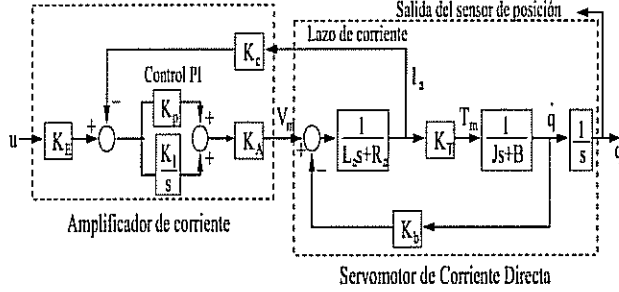 Salida del sensor de posición
Lazo de corriente
K_c
I_a
Control PI
u
K_E
+
−
K_p
K_I
s
+
+
K_A
V_m
+
−
1
L_as+R_a
K_T
T_m
1
Js+B
q̇
1
s
q
K_b
Amplificador de corriente
Servomotor de Corriente Directa